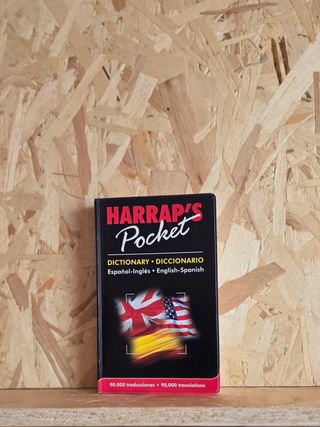 HARRAP'S
Pocket
DICTIONARY • DICCIONARIO
Español-Inglés • English-Spanish
90.000 traducciones • 90,000 translations